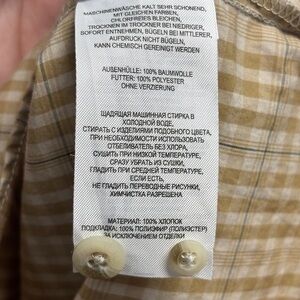 MASCHINENWÄSCHE KALT SEHR SCHONEND,
MIT GLEICHEN FARBEN,
CHLORFREIES BLEICHEN,
TROCKNEN IM TROCKNER BEI NIEDRIGER,
SOFORT ENTNEHMEN, BÜGELN BEI MITTLERER,
AUFDRUCK NICHT BÜGELN,
KANN CHEMISCH GEREINIGT WERDEN
AUßENHÜLLE: 100% BAUMWOLLE
FUTTER: 100% POLYESTER
OHNE VERZIERUNG
ЩАДЯЩАЯ МАШИННАЯ СТИРКА В
ХОЛОДНОЙ ВОДЕ,
СТИРАТЬ С ИЗДЕЛИЯМИ ПОДОБНОГО ЦВЕТА,
ПРИ НЕОБХОДИМОСТИ ИСПОЛЬЗОВАТЬ
ОТБЕЛИВАТЕЛЬ БЕЗ ХЛОРА,
СУШИТЬ ПРИ НИЗКОЙ ТЕМПЕРАТУРЕ,
СРАЗУ УБРАТЬ ИЗ СУШКИ,
ГЛАДИТЬ ПРИ СРЕДНЕЙ ТЕМПЕРАТУРЕ,
ЕСЛИ ЕСТЬ,
НЕ ГЛАДИТЬ ПЕРЕВОДНЫЕ РИСУНКИ,
ХИМЧИСТКА РАЗРЕШЕНА
МАТЕРИАЛ: 100% ХЛОПОК
ПОДКЛАДКА: 100% ПОЛИЭФИР (ПОЛИЭСТЕР)
ЗА ИСКЛЮЧЕНИЕМ ОТДЕЛКИ